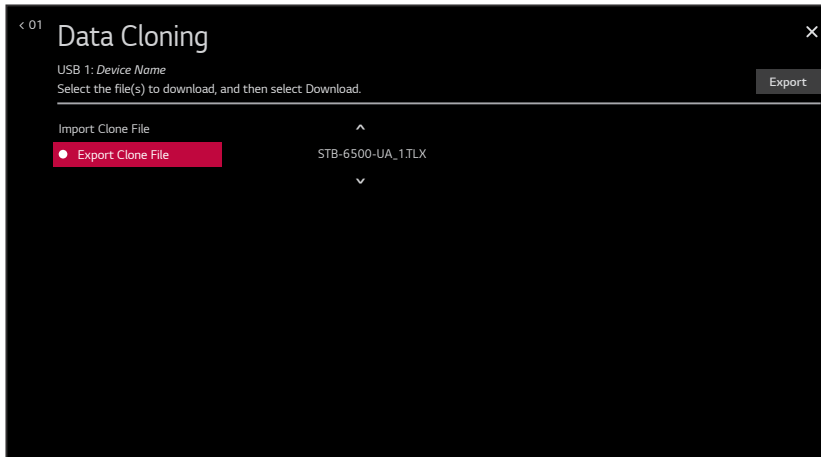 < 01
Data Cloning
USB 1: Device Name
Select the file(s) to download, and then select Download.
Export
Import Clone File
Export Clone File
STB-6500-UA_1.TLX